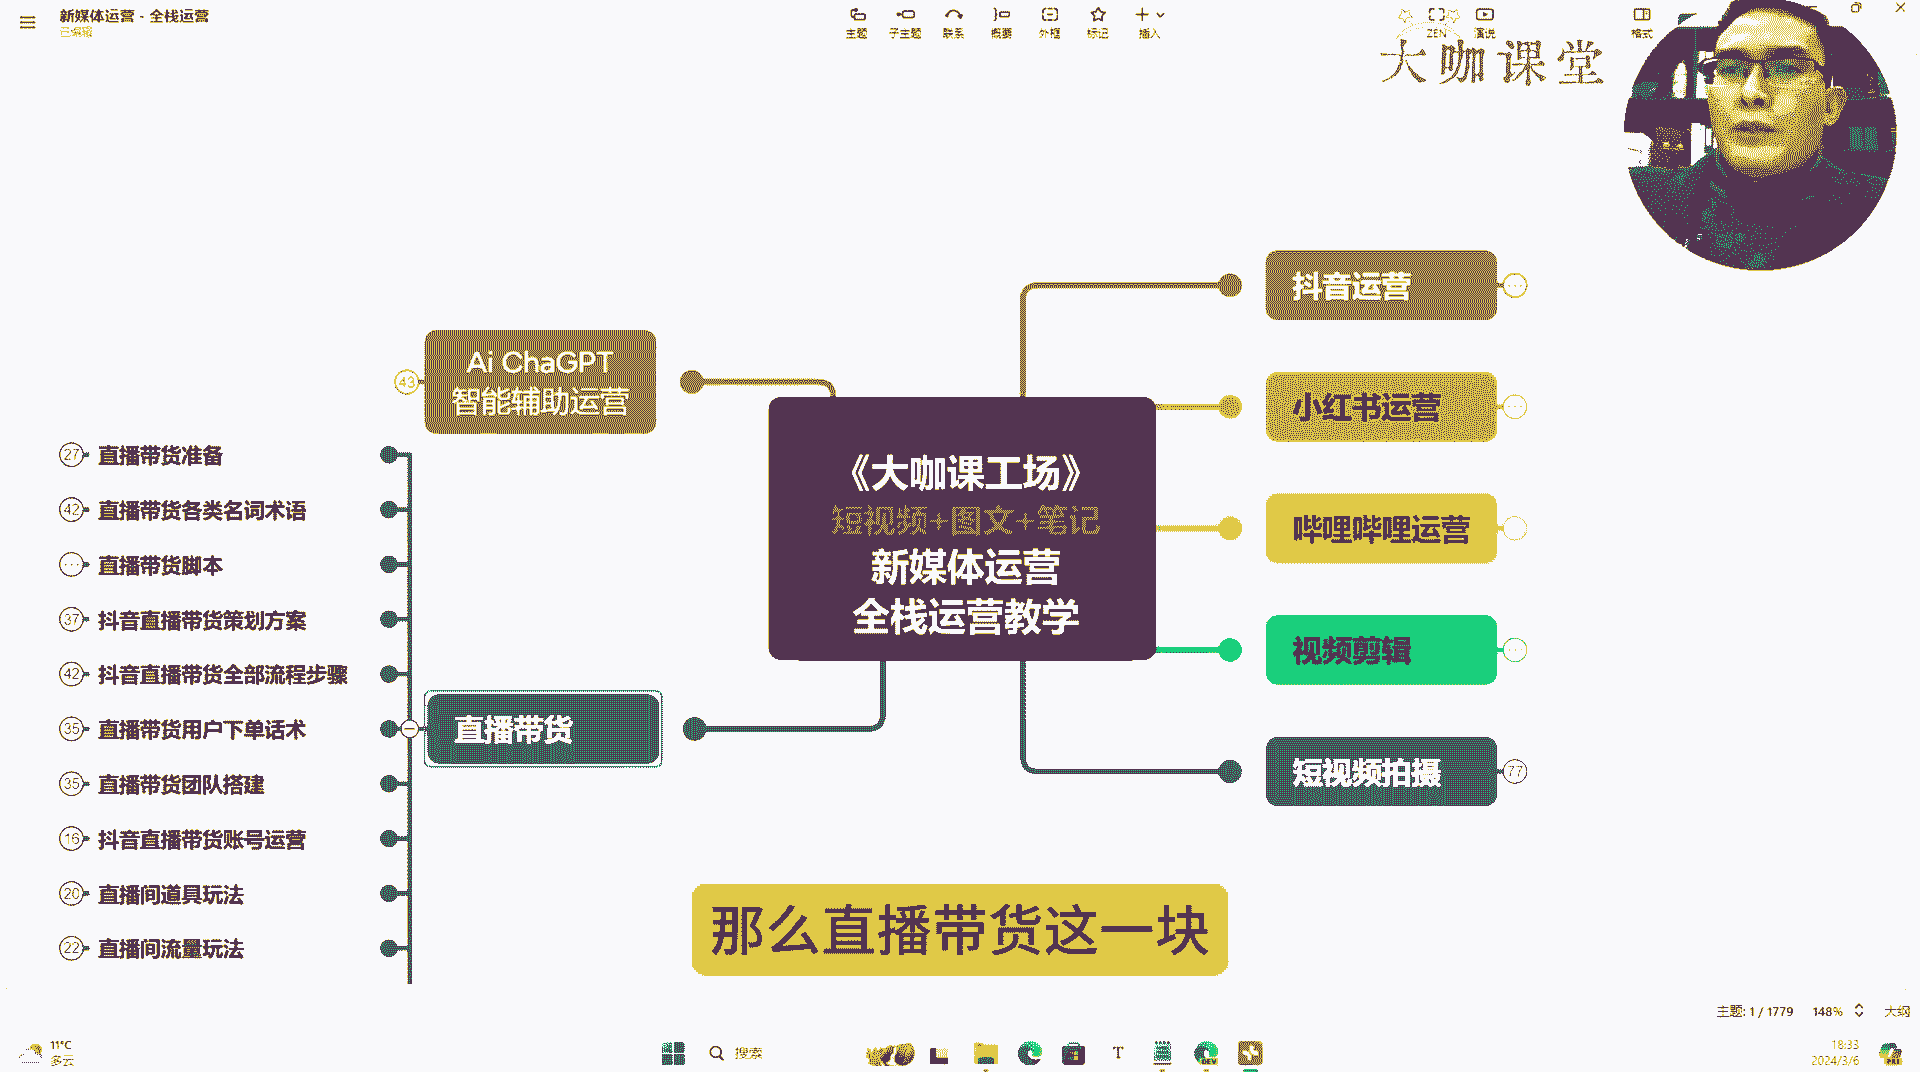 新媒体运营 - 全栈运营
已编辑
主题
子主题
联系
概要
外框
标记
插入
ZEN
演说
格式
大咖课堂
Ai ChaGPT
智能辅助运营
43
27 直播带货准备
42 直播带货各类名词术语
直播带货脚本
37 抖音直播带货策划方案
42 抖音直播带货全部流程步骤
35 直播带货用户下单话术
35 直播带货团队搭建
16 抖音直播带货账号运营
20 直播间道具玩法
22 直播间流量玩法
直播带货
《大咖课工场》
短视频+图文+笔记
新媒体运营
全栈运营教学
抖音运营
小红书运营
哔哩哔哩运营
视频剪辑
短视频拍摄
77
那么直播带货这一块
主题: 1 / 1779
148%
大纲
11°C
多云
搜索
T
DEV
18:33
2024/3/6